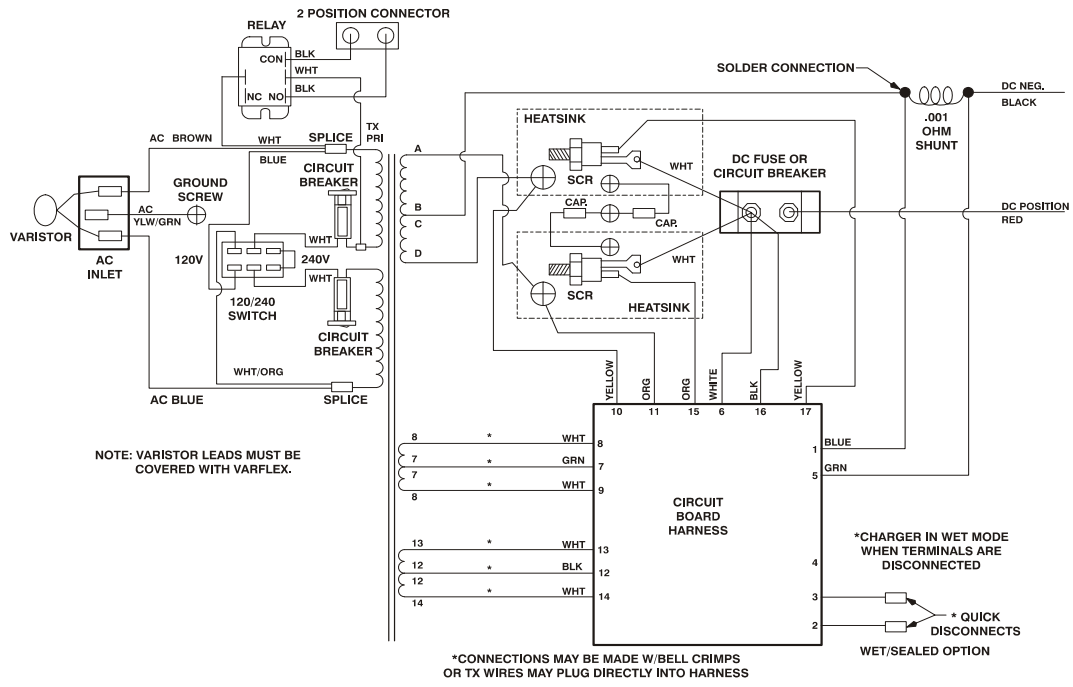 2 POSITION CONNECTOR
RELAY
CON
BLK
WHT
BLK
NC NO
SOLDER CONNECTION
DC NEG.
BLACK
.001
OHM
SHUNT
AC BROWN
WHT
SPLICE
TX
PRI
BLUE
CIRCUIT
BREAKER
GROUND
SCREW
AC
YLW/GRN
VARISTOR
AC
INLET
120V
WHT
240V
WHT
120/240
SWITCH
CIRCUIT
BREAKER
WHT/ORG
AC BLUE
SPLICE
A
B
C
D
HEATSINK
SCR
WHT
CAP.
CAP.
DC FUSE OR
CIRCUIT BREAKER
DC POSITION
RED
WHT
SCR
HEATSINK
YELLOW
ORG
ORG
WHITE
BLK
YELLOW
10
11
15
6
16
17
NOTE: VARISTOR LEADS MUST BE
COVERED WITH VARFLEX.
8 * WHT 8
7 * GRN 7
7
8 * WHT 9
13 * WHT 13
12 * BLK 12
12
14 * WHT 14
CIRCUIT
BOARD
HARNESS
1 BLUE
5 GRN
4
3
2
*CHARGER IN WET MODE
WHEN TERMINALS ARE
DISCONNECTED
* QUICK
DISCONNECTS
WET/SEALED OPTION
*CONNECTIONS MAY BE MADE W/BELL CRIMPS
OR TX WIRES MAY PLUG DIRECTLY INTO HARNESS